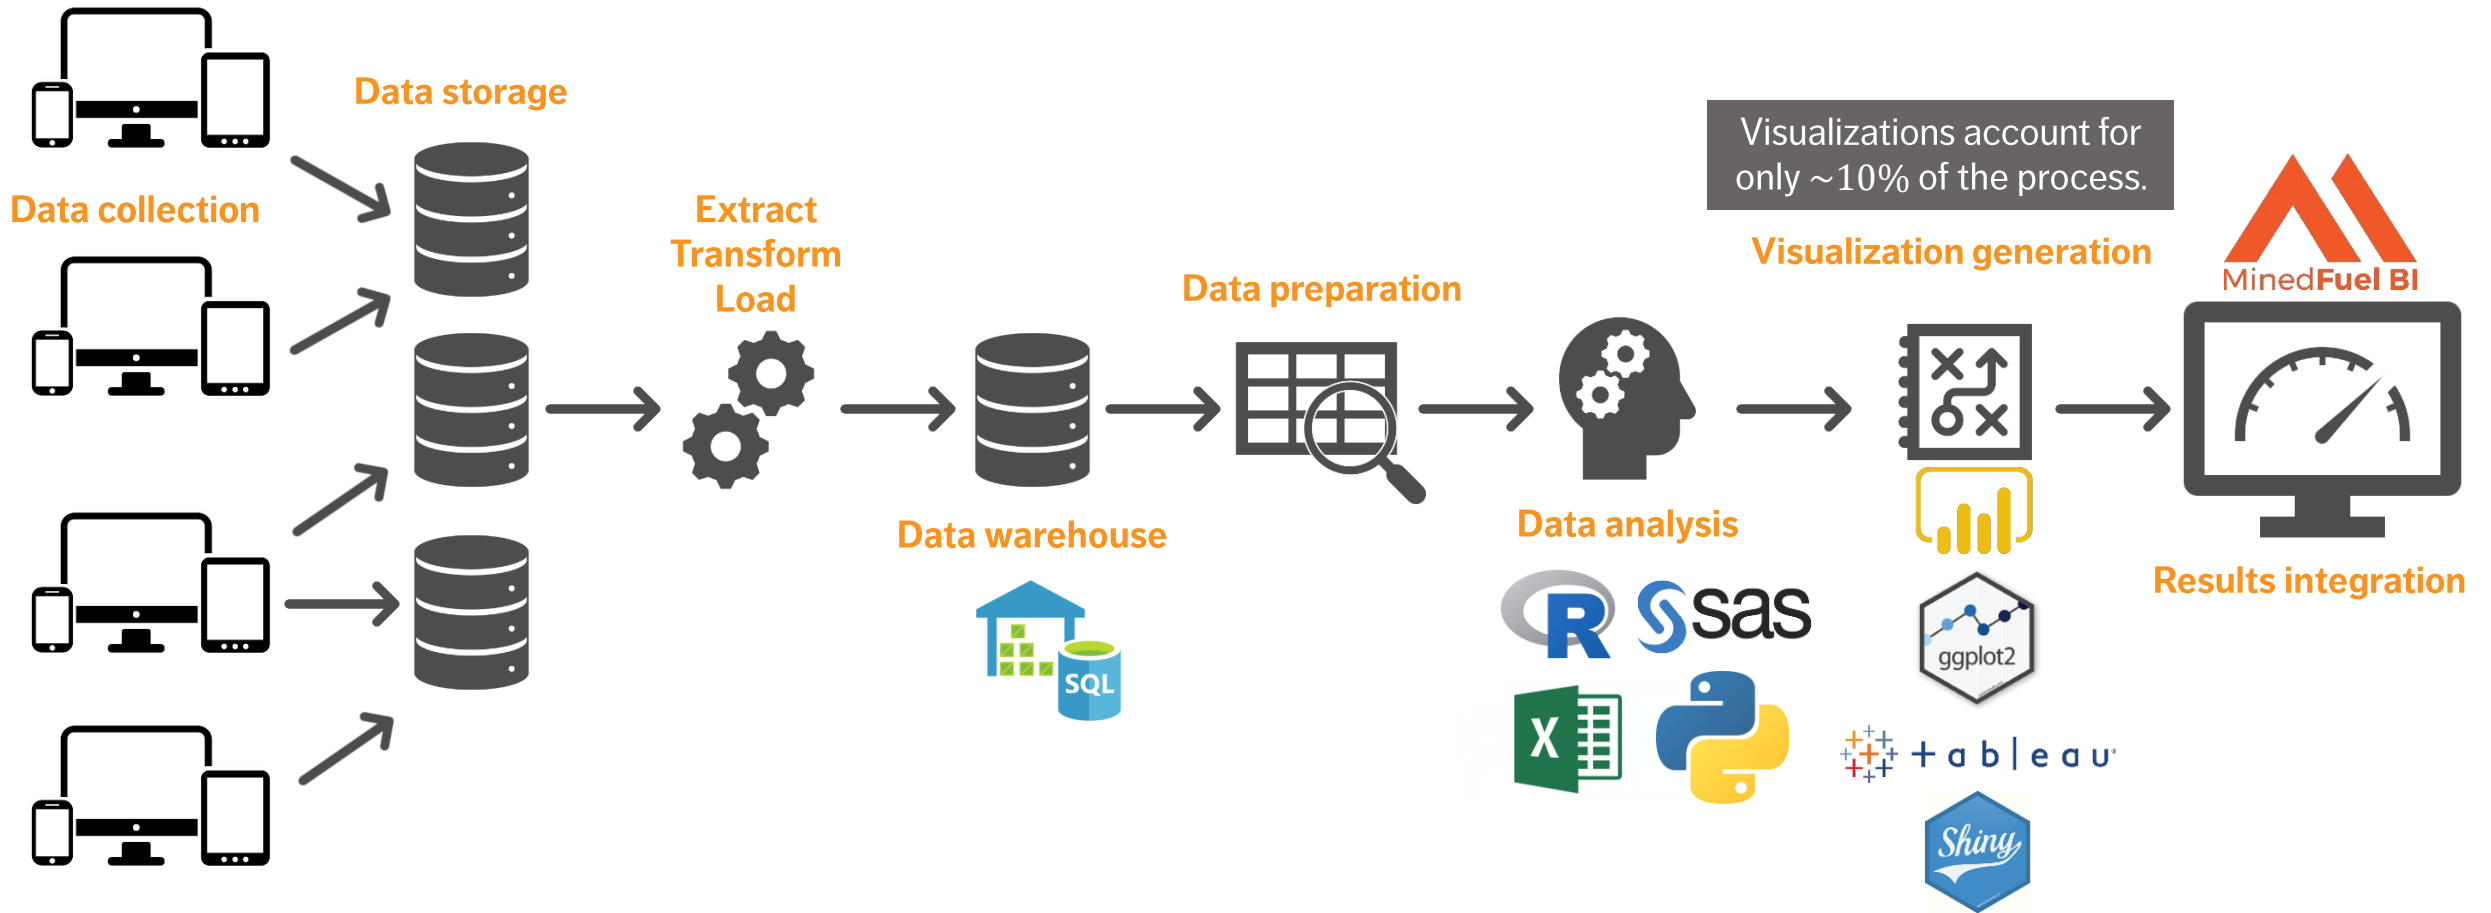 Data collection
Data storage
Extract
Transform
Load
Data warehouse
SQL
Data preparation
Data analysis
R
sas
X
Visualizations account for
only ~10% of the process.
Visualization generation
ggplot2
+ableau
Shiny
MinedFuel BI
Results integration